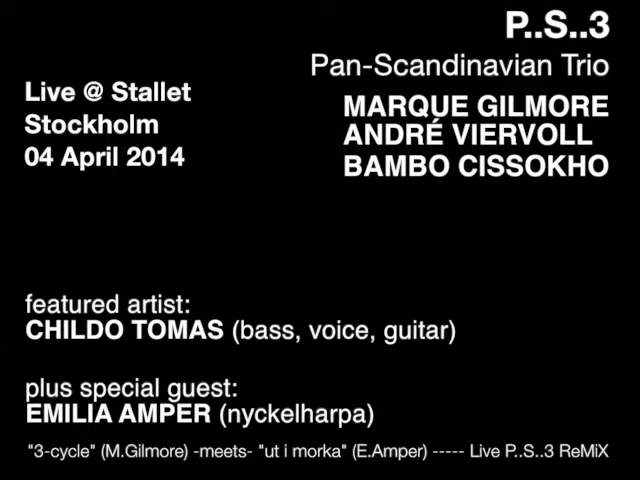 P..S..3
Pan-Scandinavian Trio
MARQUE GILMORE
ANDRÉ VIERVOLL
BAMBO CISSOKHO
Live @ Stallet
Stockholm
04 April 2014
featured artist:
CHILDO TOMAS (bass, voice, guitar)
plus special guest:
EMILIA AMPER (nyckelharpa)
"3-cycle" (M.Gilmore) -meets- "ut i morka" (E.Amper) ----- Live P..S..3 ReMiX